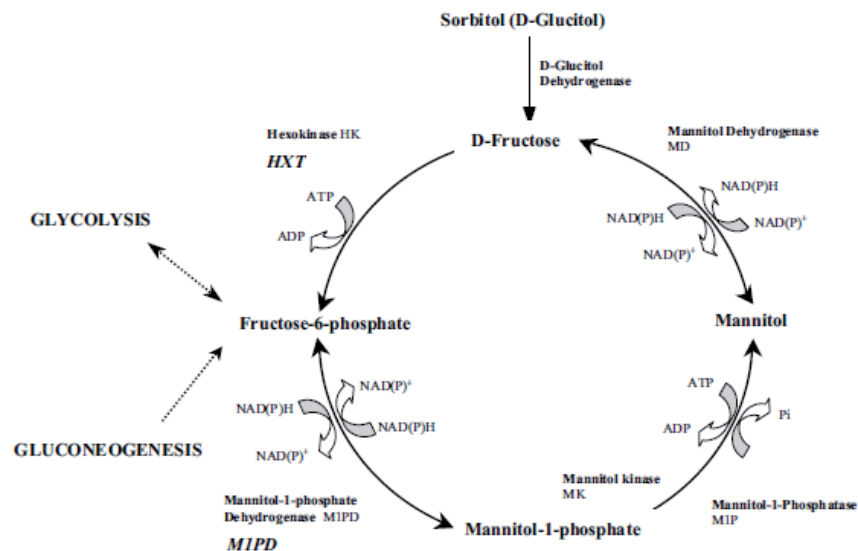 Sorbitol (D-Glucitol)
D-Glucitol
Dehydrogenase
Hexokinase HK
HXT
D-Fructose
Mannitol Dehydrogenase
MD
ATP
ADP
NAD(P)H
NAD(P)H
NAD(P)⁺
NAD(P)⁺
GLYCOLYSIS
Fructose-6-phosphate
Mannitol
NAD(P)⁺
NAD(P)H
NAD(P)H
NAD(P)⁺
ATP
ADP
Pi
GLUCONEOGENESIS
Mannitol kinase
MK
Mannitol-1-phosphate
Dehydrogenase M1PD
M1PD
Mannitol-1-phosphate
Mannitol-1-Phosphatase
M1P